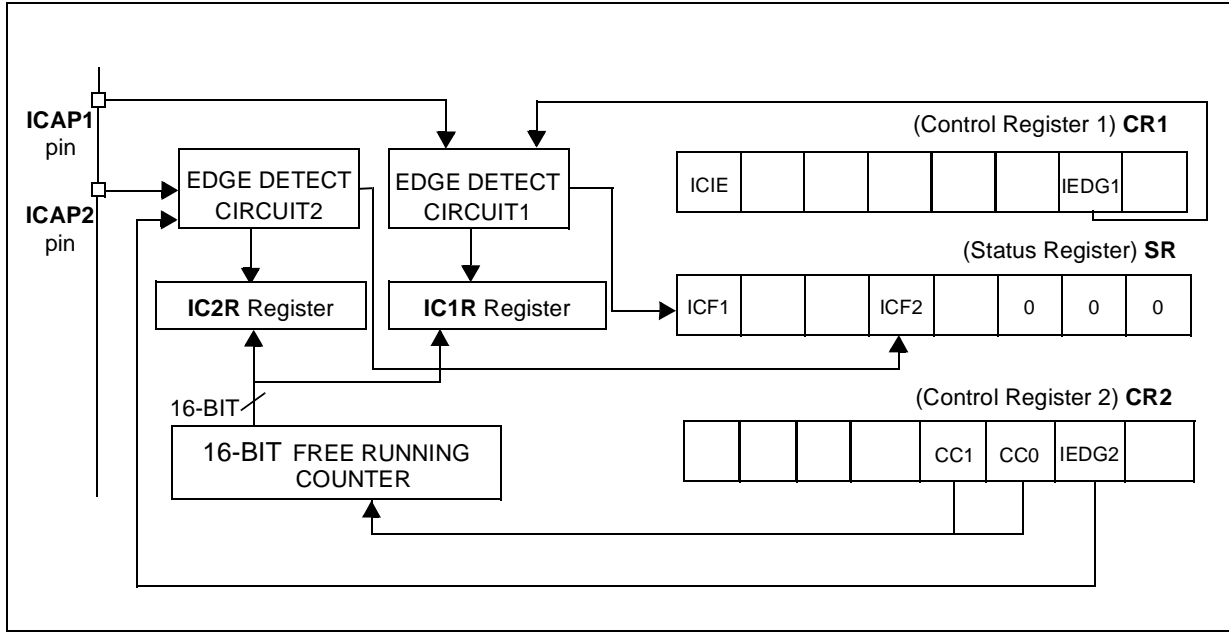 ICAP1
pin
ICAP2
pin
EDGE DETECT
CIRCUIT2
EDGE DETECT
CIRCUIT1
(Control Register 1) CR1
ICIE IEDG1
(Status Register) SR
IC2R Register
IC1R Register
ICF1 ICF2 0 0 0
16-BIT
16-BIT FREE RUNNING
COUNTER
(Control Register 2) CR2
CC1 CC0 IEDG2